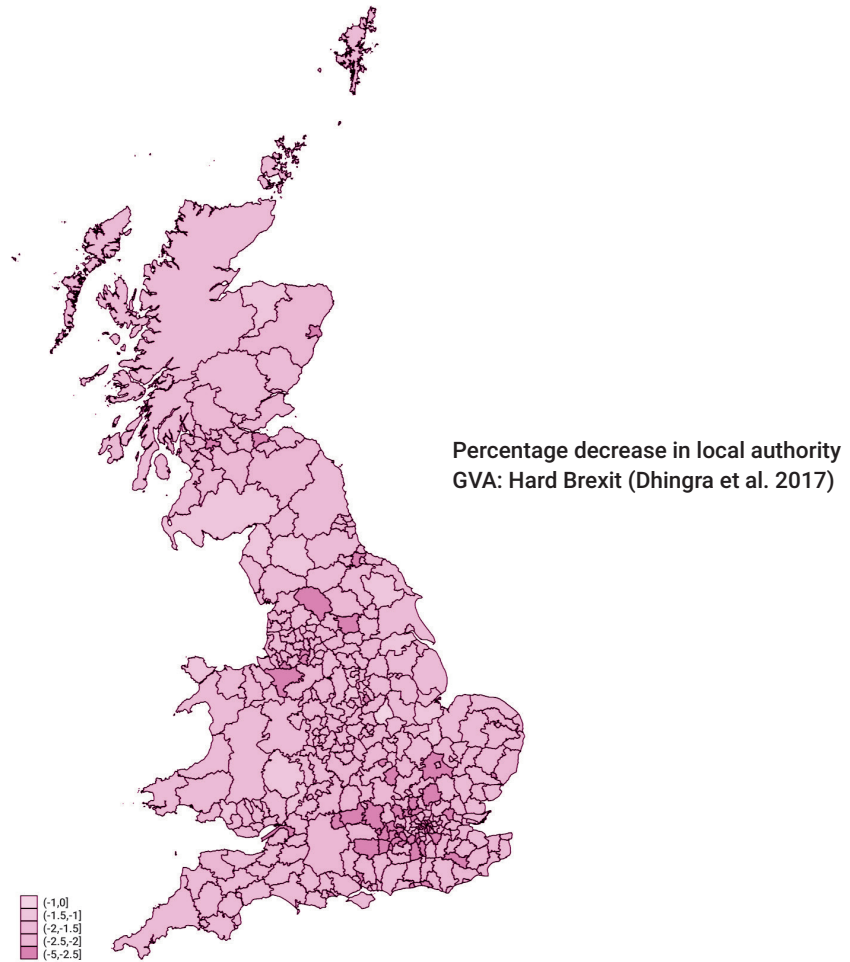 Percentage decrease in local authority
GVA: Hard Brexit (Dhingra et al. 2017)
(-1,0]
(-1.5,-1]
(-2,-1.5]
(-2.5,-2]
(-5,-2.5]